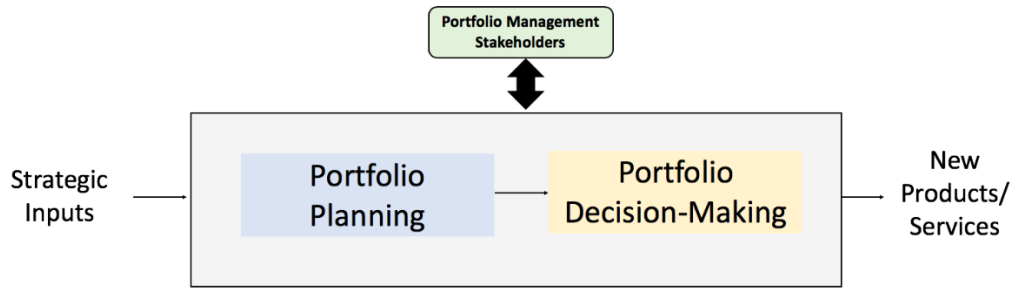 Portfolio Management
Stakeholders
Strategic
Inputs
Portfolio
Planning
Portfolio
Decision-Making
New
Products/
Services